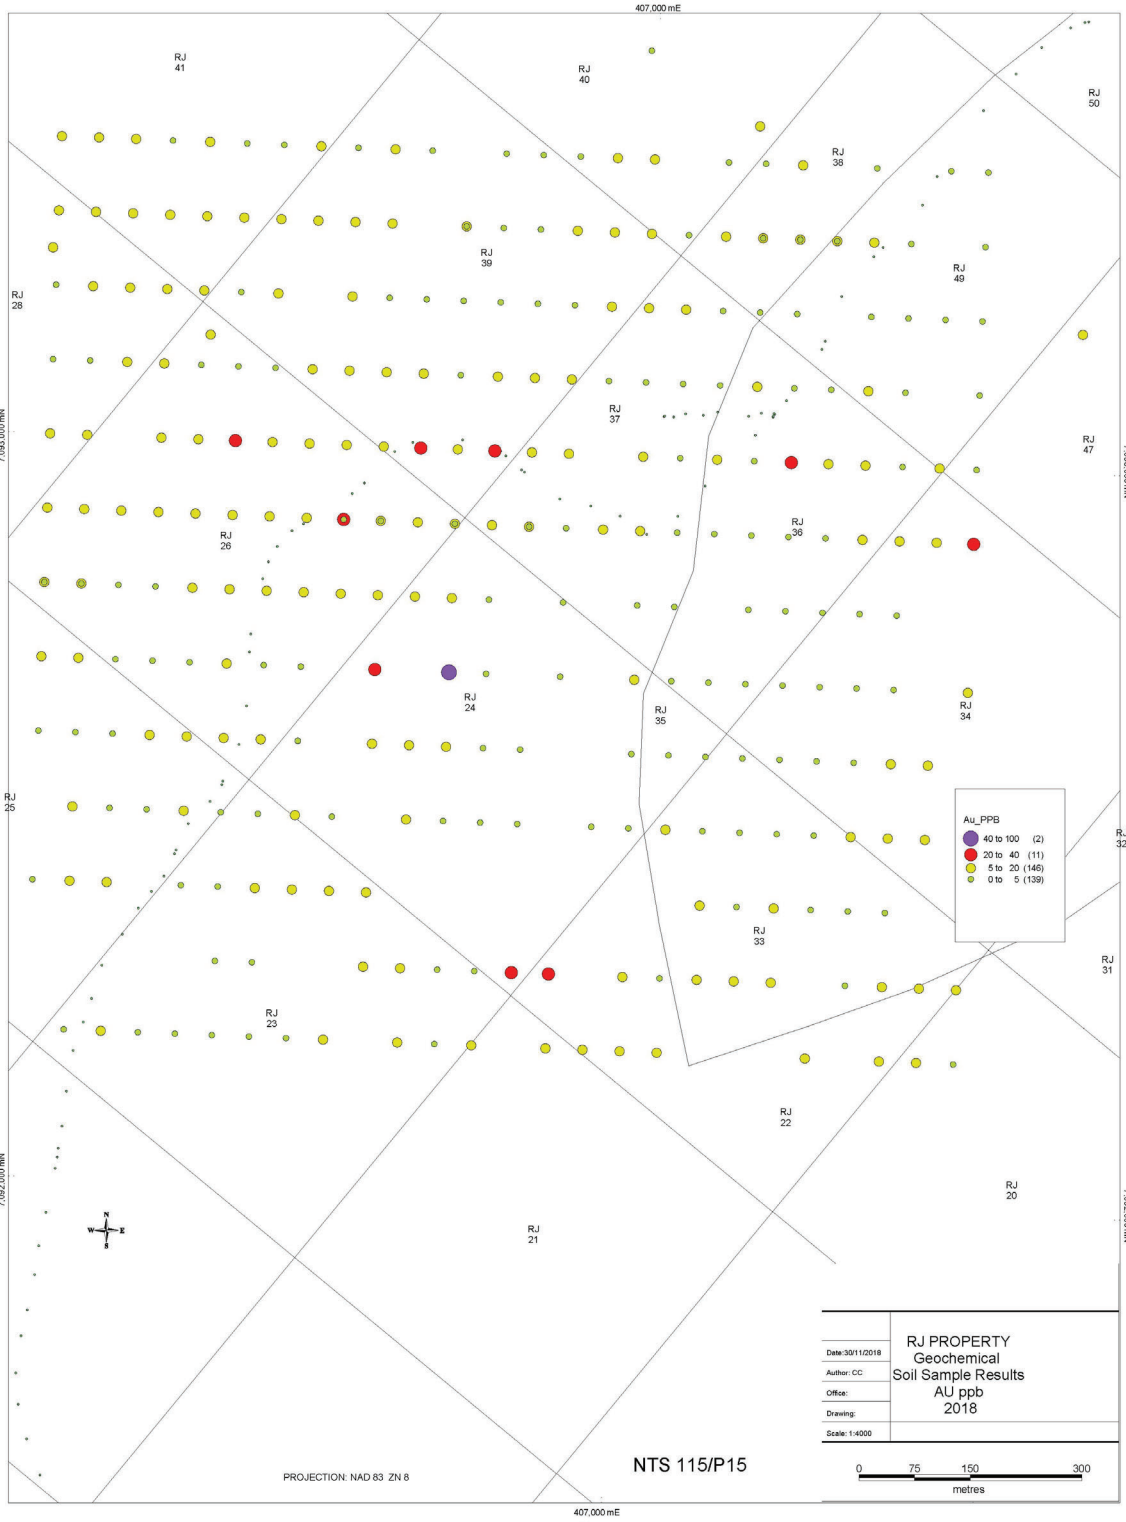 407,000 mE
RJ
41
RJ
40
RJ
50
RJ
38
RJ
39
RJ
49
RJ
28
RJ
37
RJ
47
RJ
36
RJ
26
RJ
24
RJ
35
RJ
34
RJ
25
RJ
32
Au_PPB
40 to 100 (2)
20 to 40 (11)
5 to 20 (146)
0 to 5 (139)
RJ
33
RJ
31
RJ
23
RJ
22
RJ
20
RJ
21
N
W E
S
RJ PROPERTY
Geochemical
Soil Sample Results
AU ppb
2018
Date:30/11/2018
Author: CC
Office:
Drawing:
Scale: 1:4000
0 75 150 300
metres
NTS 115/P15
PROJECTION: NAD 83 ZN 8
407,000 mE